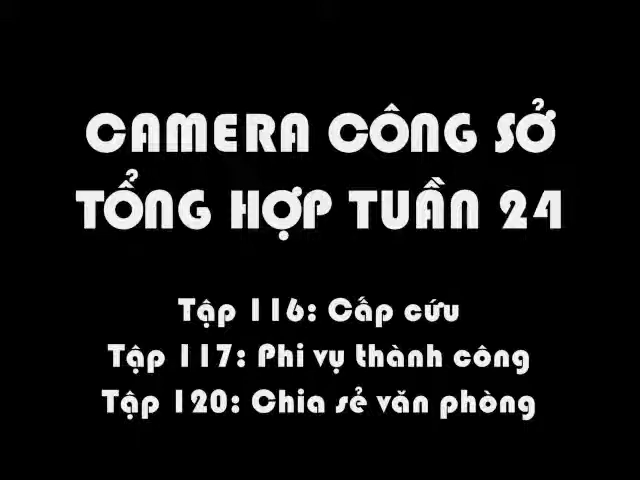 CAMERA CÔNG SỞ
TỔNG HỢP TUẦN 24
Tập 116: Cấp cứu
Tập 117: Phi vụ thành công
Tập 120: Chia sẻ văn phòng